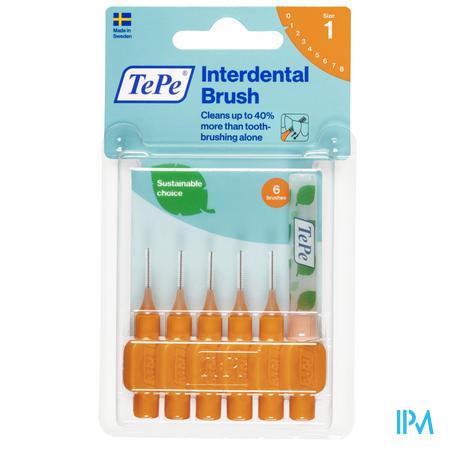 Made in
Sweden
Size
1
0
1
2
3
4
5
6
7
8
TePe
Interdental
Brush
Cleans up to 40%
more than tooth-
brushing alone
Sustainable
choice
6
brushes
TePe
TePe
IPM